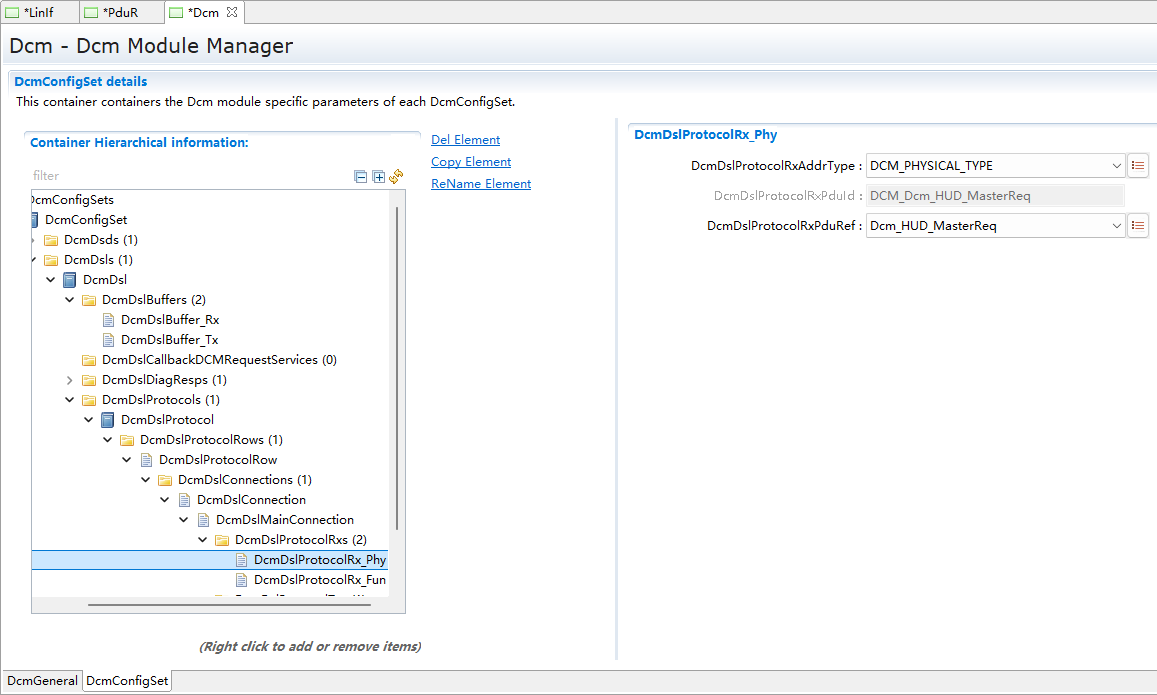 *LinIf
*PduR
*Dcm
Dcm - Dcm Module Manager
DcmConfigSet details
This container containers the Dcm module specific parameters of each DcmConfigSet.
Container Hierarchical information:
filter
DcmConfigSets
DcmConfigSet
DcmDsds (1)
DcmDsls (1)
DcmDsl
DcmDslBuffers (2)
DcmDslBuffer_Rx
DcmDslBuffer_Tx
DcmDslCallbackDCMRequestServices (0)
DcmDslDiagResps (1)
DcmDslProtocols (1)
DcmDslProtocol
DcmDslProtocolRows (1)
DcmDslProtocolRow
DcmDslConnections (1)
DcmDslConnection
DcmDslMainConnection
DcmDslProtocolRxs (2)
DcmDslProtocolRx_Phy
DcmDslProtocolRx_Fun
(Right click to add or remove items)
Del Element
Copy Element
ReName Element
DcmDslProtocolRx_Phy
DcmDslProtocolRxAddrType : DCM_PHYSICAL_TYPE
DcmDslProtocolRxPduId : DCM_Dcm_HUD_MasterReq
DcmDslProtocolRxPduRef : Dcm_HUD_MasterReq
DcmGeneral
DcmConfigSet